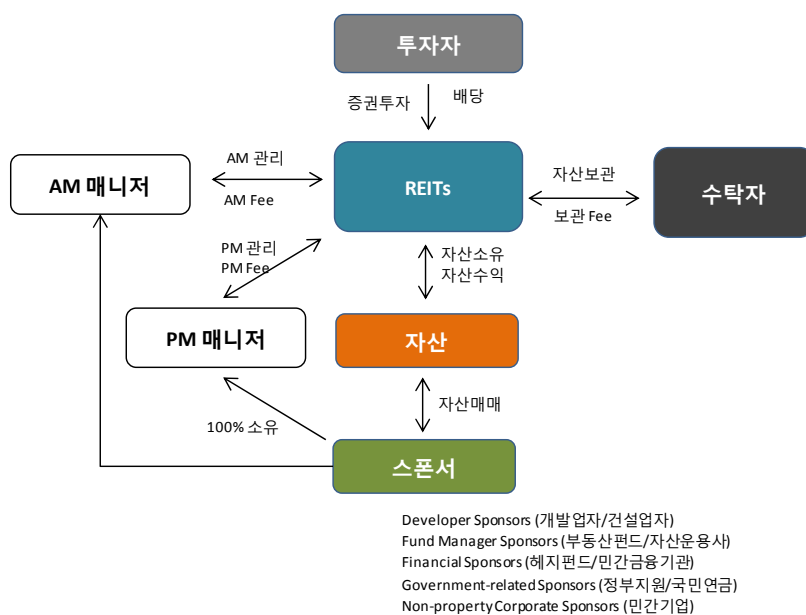 투자자
증권투자
배당
AM 관리
AM Fee
AM 매니저
REITs
자산보관
보관 Fee
수탁자
PM 관리
PM Fee
자산소유
자산수익
PM 매니저
자산
자산매매
100% 소유
스폰서
Developer Sponsors (개발업자/건설업자)
Fund Manager Sponsors (부동산펀드/자산운용사)
Financial Sponsors (헤지펀드/민간금융기관)
Government-related Sponsors (정부지원/국민연금)
Non-property Corporate Sponsors (민간기업)